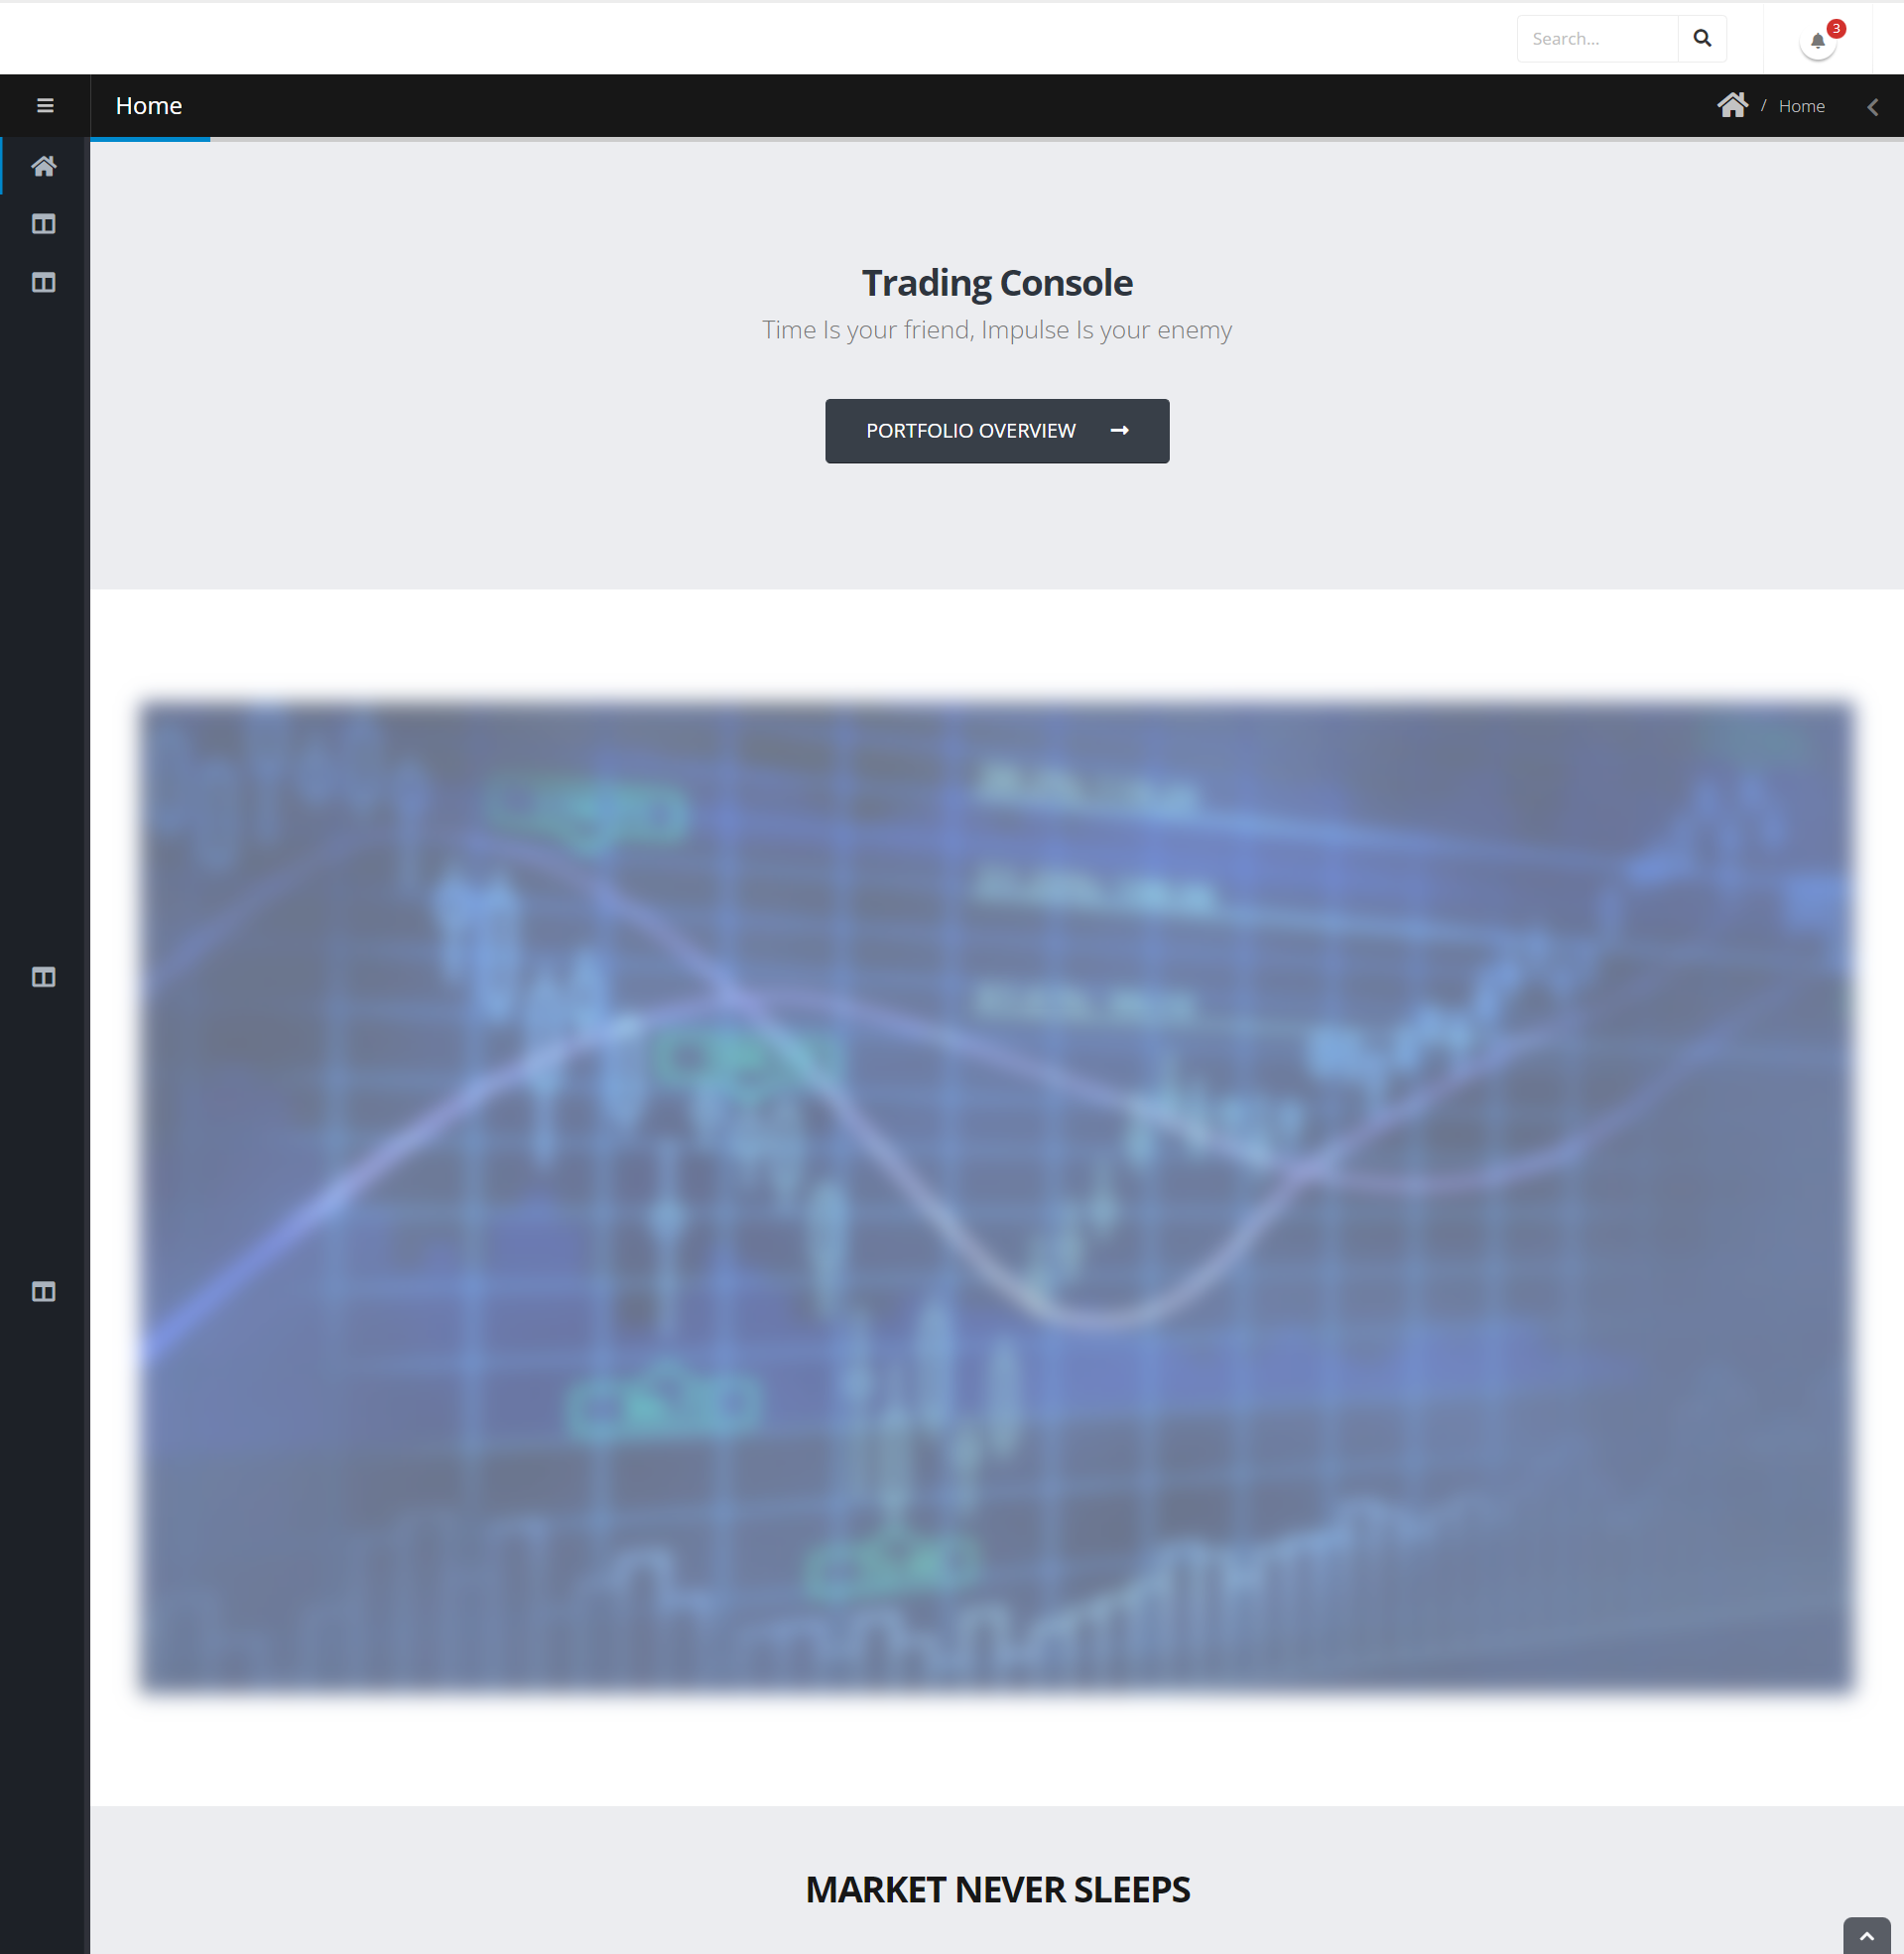 Search...
3
Home
/ Home
Trading Console
Time Is your friend, Impulse Is your enemy
PORTFOLIO OVERVIEW
MARKET NEVER SLEEPS